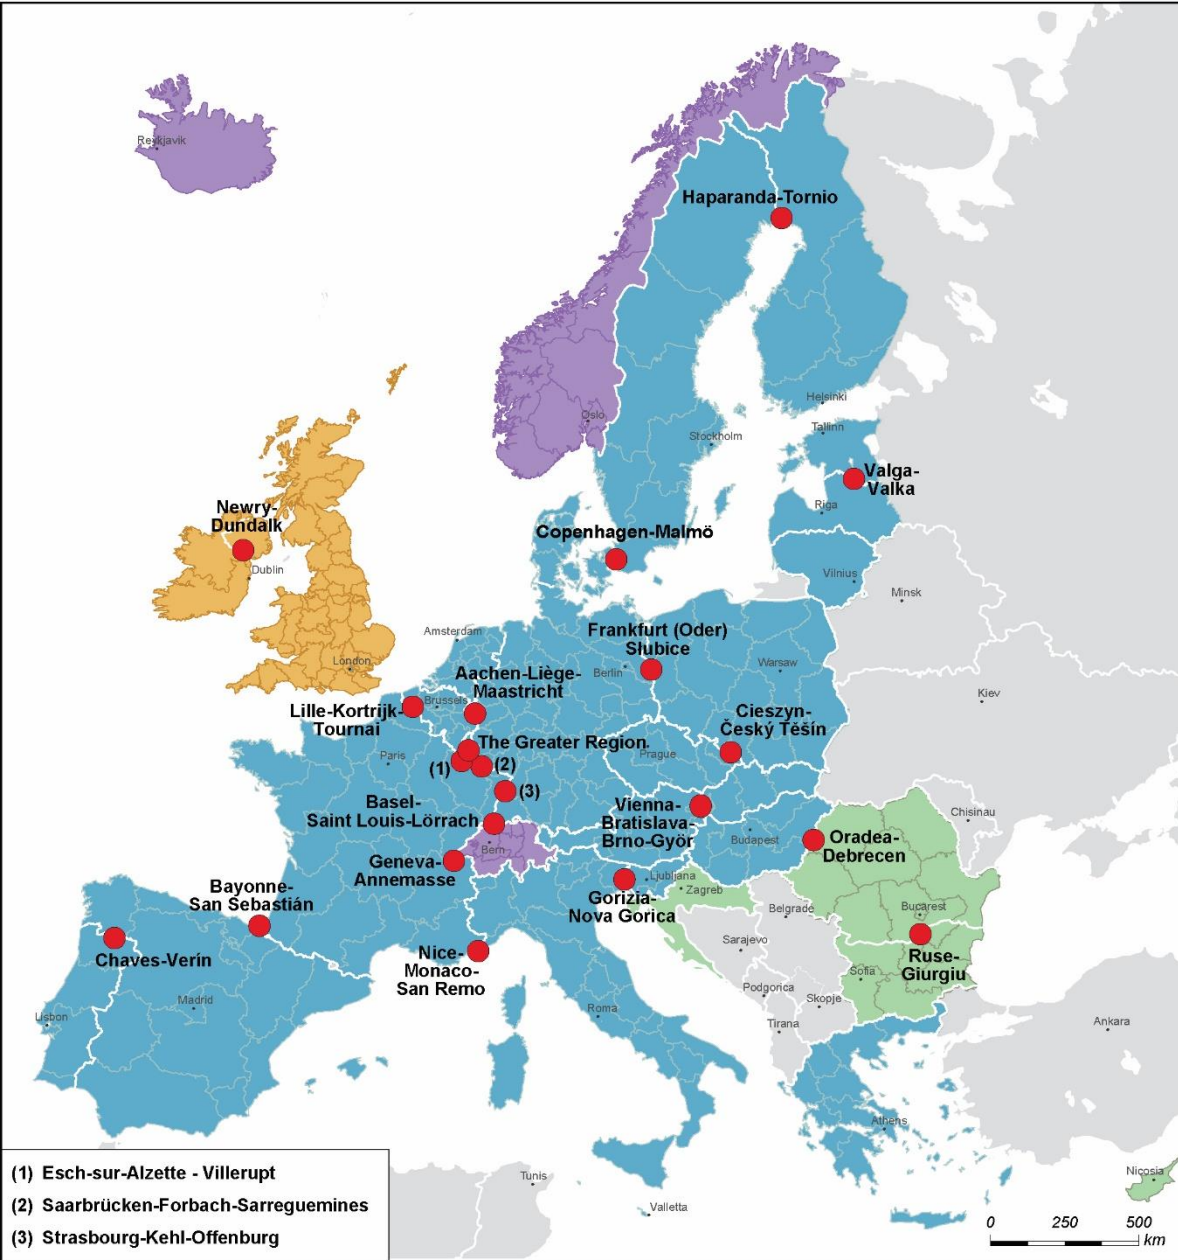 Reykjavik
Haparanda-Tornio
Helsinki
Oslo
Tallinn
Stockholm
Valga-
Valka
Riga
Newry-
Dundalk
Copenhagen-Malmö
Dublin
Vilnius
Minsk
Amsterdam
Frankfurt (Oder)
Słubice
London
Berlin
Warsaw
Aachen-Liège-
Maastricht
Kiev
Brussels
Lille-Kortrijk-
Tournai
Cieszyn-
Český Těšín
The Greater Region
Paris
Prague
(1)
(2)
(3)
Basel-
Saint Louis-Lörrach
Vienna-
Bratislava-
Brno-Györ
Chisinau
Budapest
Oradea-
Debrecen
Bern
Geneva-
Annemasse
Ljubljana
Zagreb
Bayonne-
San Sebastián
Gorizia-
Nova Gorica
Belgrade
Bucarest
Sarajevo
Chaves-Verín
Nice-
Monaco-
San Remo
Ruse-
Giurgiu
Sofia
Podgorica
Skopje
Madrid
Lisbon
Roma
Tirana
Ankara
Athens
(1) Esch-sur-Alzette - Villerupt
(2) Saarbrücken-Forbach-Sarreguemines
(3) Strasbourg-Kehl-Offenburg
Tunis
Valletta
Nicosia
0 250 500
km